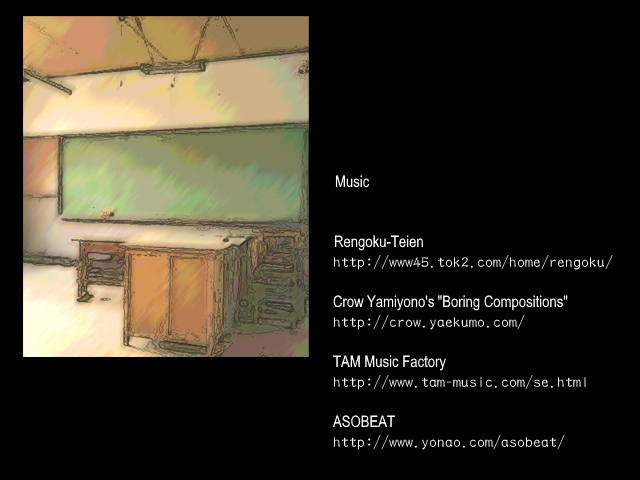 Music
Rengoku-Teien
http://www45.tok2.com/home/rengoku/
Crow Yamiyono's "Boring Compositions"
http://crow.yaekumo.com/
TAM Music Factory
http://www.tam-music.com/se.html
ASOBEAT
http://www.yonao.com/asobeat/